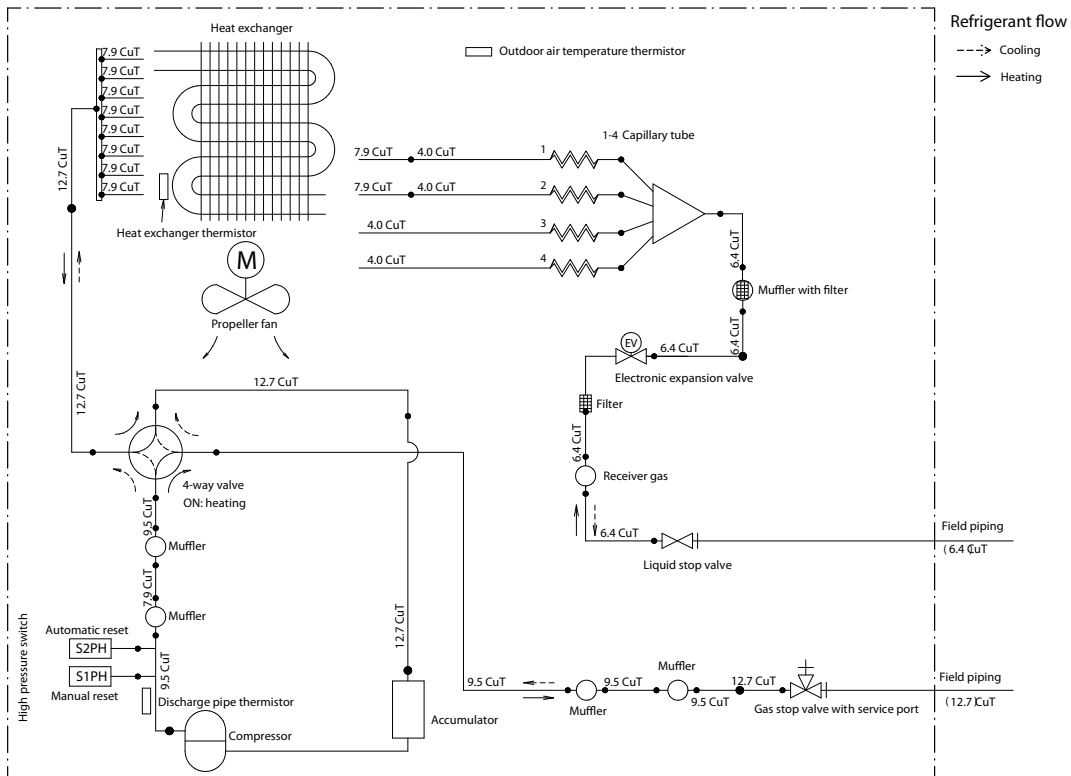 Heat exchanger
Refrigerant flow
Cooling
Heating
Outdoor air temperature thermistor
7.9 CuT
7.9 CuT
7.9 CuT
7.9 CuT
7.9 CuT
7.9 CuT
7.9 CuT
7.9 CuT
12.7 CuT
Heat exchanger thermistor
M
Propeller fan
1-4 Capillary tube
7.9 CuT 4.0 CuT 1
7.9 CuT 4.0 CuT 2
4.0 CuT 3
4.0 CuT 4
6.4 CuT
Muffler with filter
6.4 CuT
EV
6.4 CuT
Electronic expansion valve
Filter
6.4 CuT
Receiver gas
6.4 CuT
Liquid stop valve
Field piping
(6.4 CuT
12.7 CuT
12.7 CuT
4-way valve
ON: heating
9.5 CuT
Muffler
7.9 CuT
Muffler
Automatic reset
S2PH
S1PH
Manual reset
High pressure switch
9.5 CuT
Discharge pipe thermistor
Compressor
12.7 CuT
Accumulator
9.5 CuT
Muffler
9.5 CuT
Muffler
9.5 CuT
12.7 CuT
Gas stop valve with service port
Field piping
(12.7)CuT